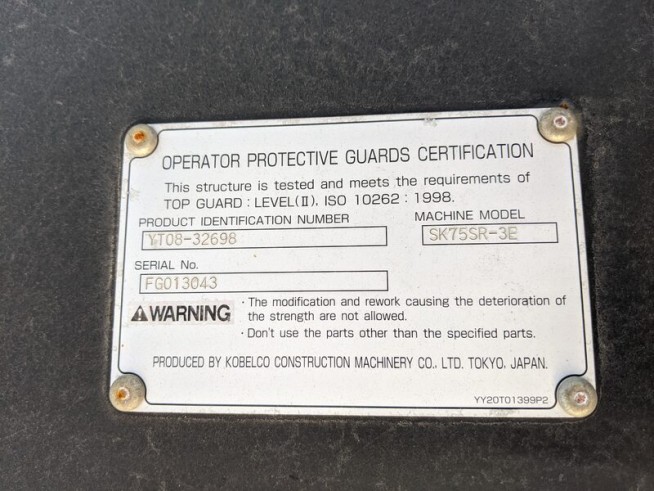 OPERATOR PROTECTIVE GUARDS CERTIFICATION
This structure is tested and meets the requirements of
TOP GUARD : LEVEL(II), ISO 10262 : 1998.
PRODUCT IDENTIFICATION NUMBER
YT08-32698
MACHINE MODEL
SK75SR-3E
SERIAL No.
FG013043
WARNING
· The modification and rework causing the deterioration of
the strength are not allowed.
· Don't use the parts other than the specified parts.
PRODUCED BY KOBELCO CONSTRUCTION MACHINERY CO., LTD. TOKYO, JAPAN.
YY20T01399P2